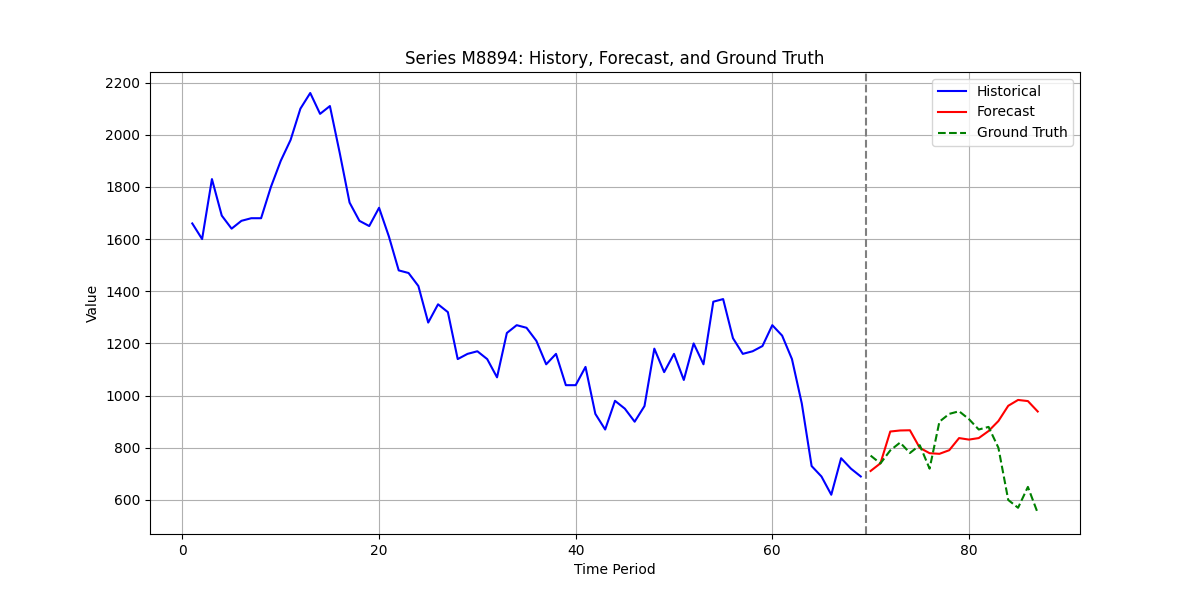 Series M8894: History, Forecast, and Ground Truth
2200
2000
1800
1600
1400
1200
1000
800
600
Value
Historical
Forecast
Ground Truth
0 20 40 60 80
Time Period